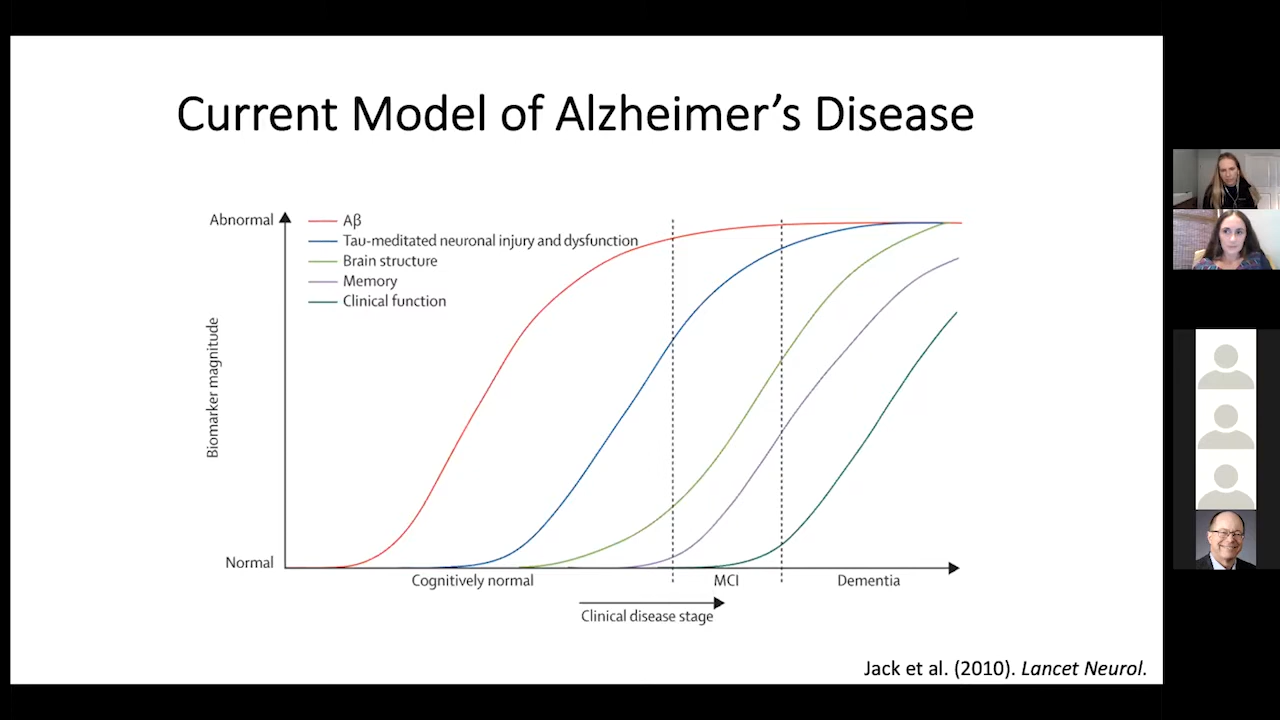 Current Model of Alzheimer's Disease
Abnormal
Aβ
Tau-meditated neuronal injury and dysfunction
Brain structure
Memory
Clinical function
Biomarker magnitude
Normal
Cognitively normal
MCI
Dementia
Clinical disease stage
Jack et al. (2010). Lancet Neurol.